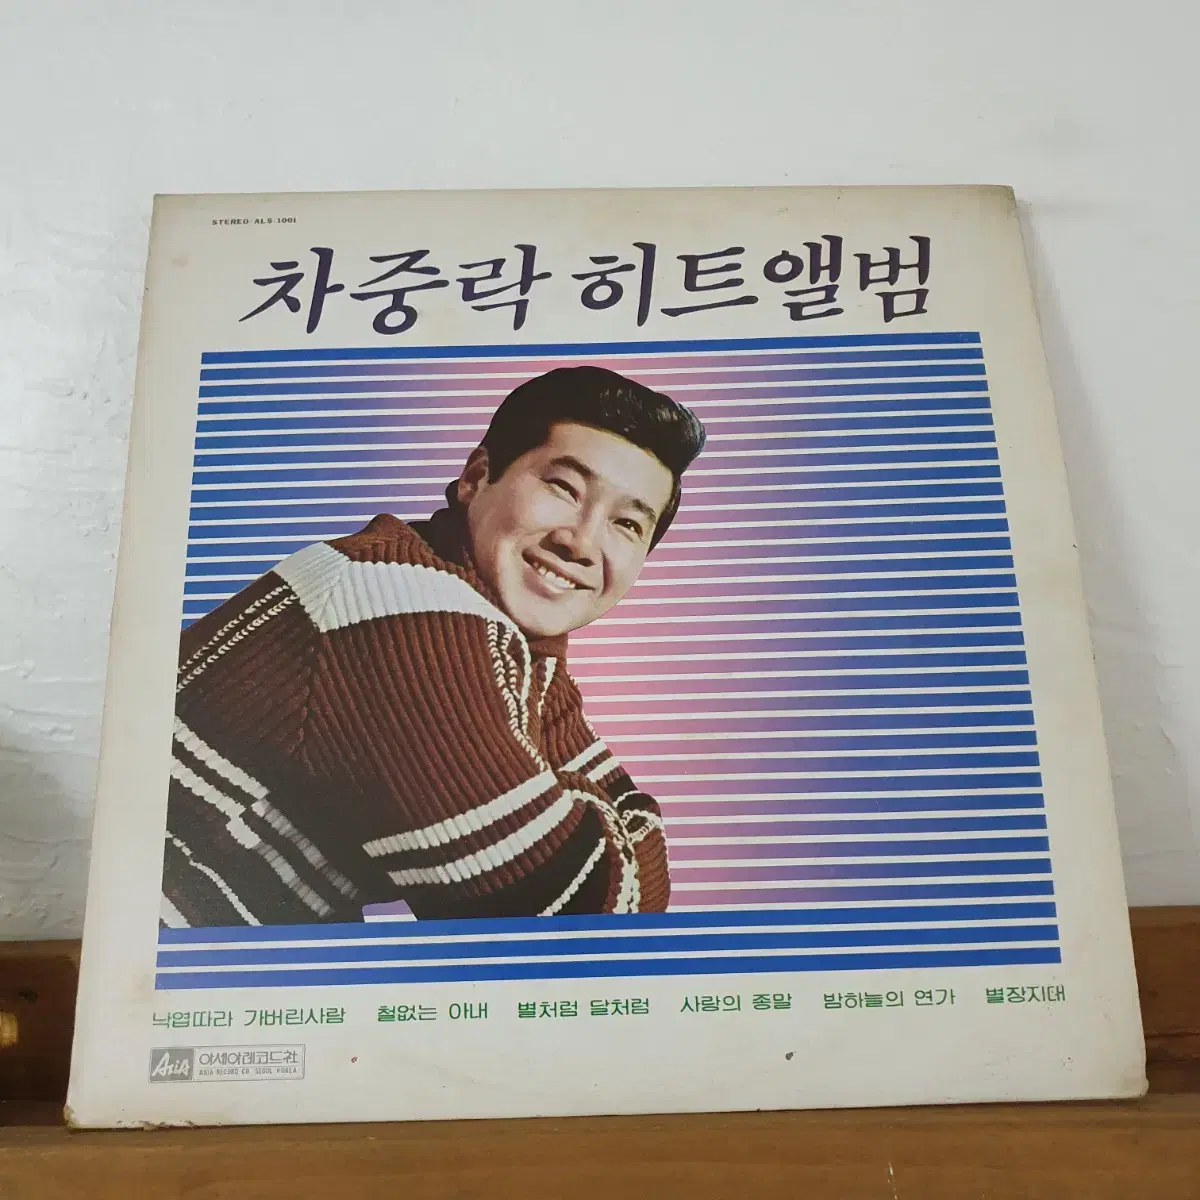 STEREO ALS-1001
차중락 히트앨범
낙엽따라 가버린사람 철없는 아내 별처럼 달처럼 사랑의 종말 밤하늘의 연가 별장지대
ASIA 아세아레코드社
ASIA RECORD CO. SEOUL KOREA